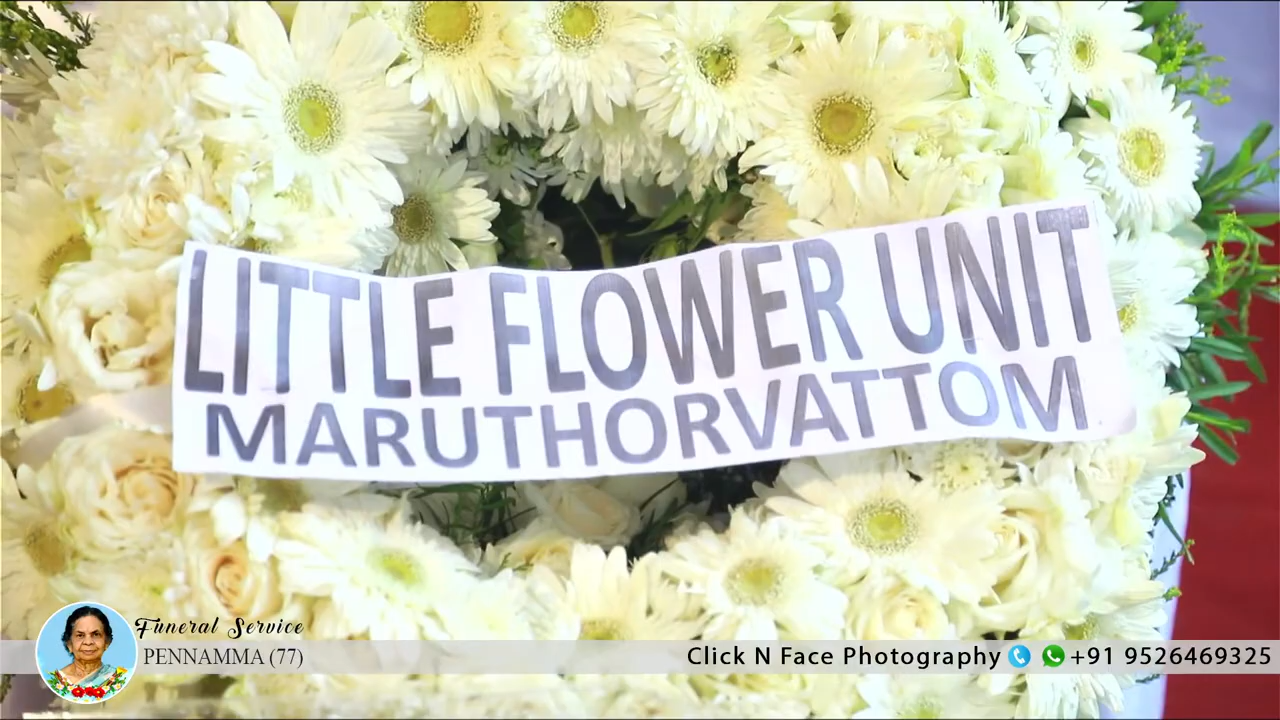 LITTLE FLOWER UNIT
MARUTHORVATTOM
Funeral Service
PENNAMMA (77)
Click N Face Photography +91 9526469325